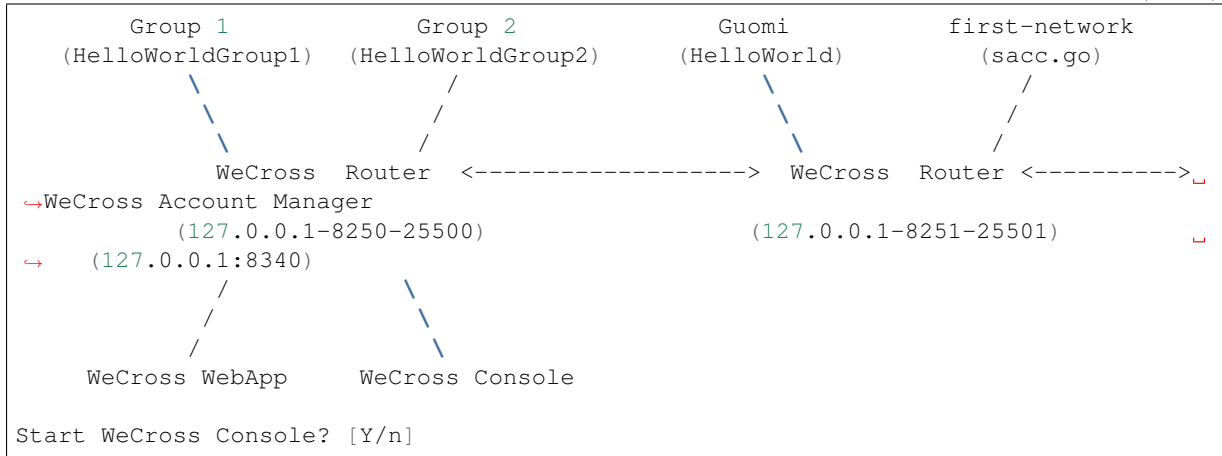 Group 1 Group 2 Guomi first-network
(HelloWorldGroup1) (HelloWorldGroup2) (HelloWorld) (sacc.go)
\ / \ /
\ / \ /
\ / \ /
WeCross Router <-------------------> WeCross Router <---------->␣
↪WeCross Account Manager
(127.0.0.1-8250-25500) (127.0.0.1-8251-25501) ␣
↪ (127.0.0.1:8340)
/ \
/ \
/ \
WeCross WebApp WeCross Console
Start WeCross Console? [Y/n]